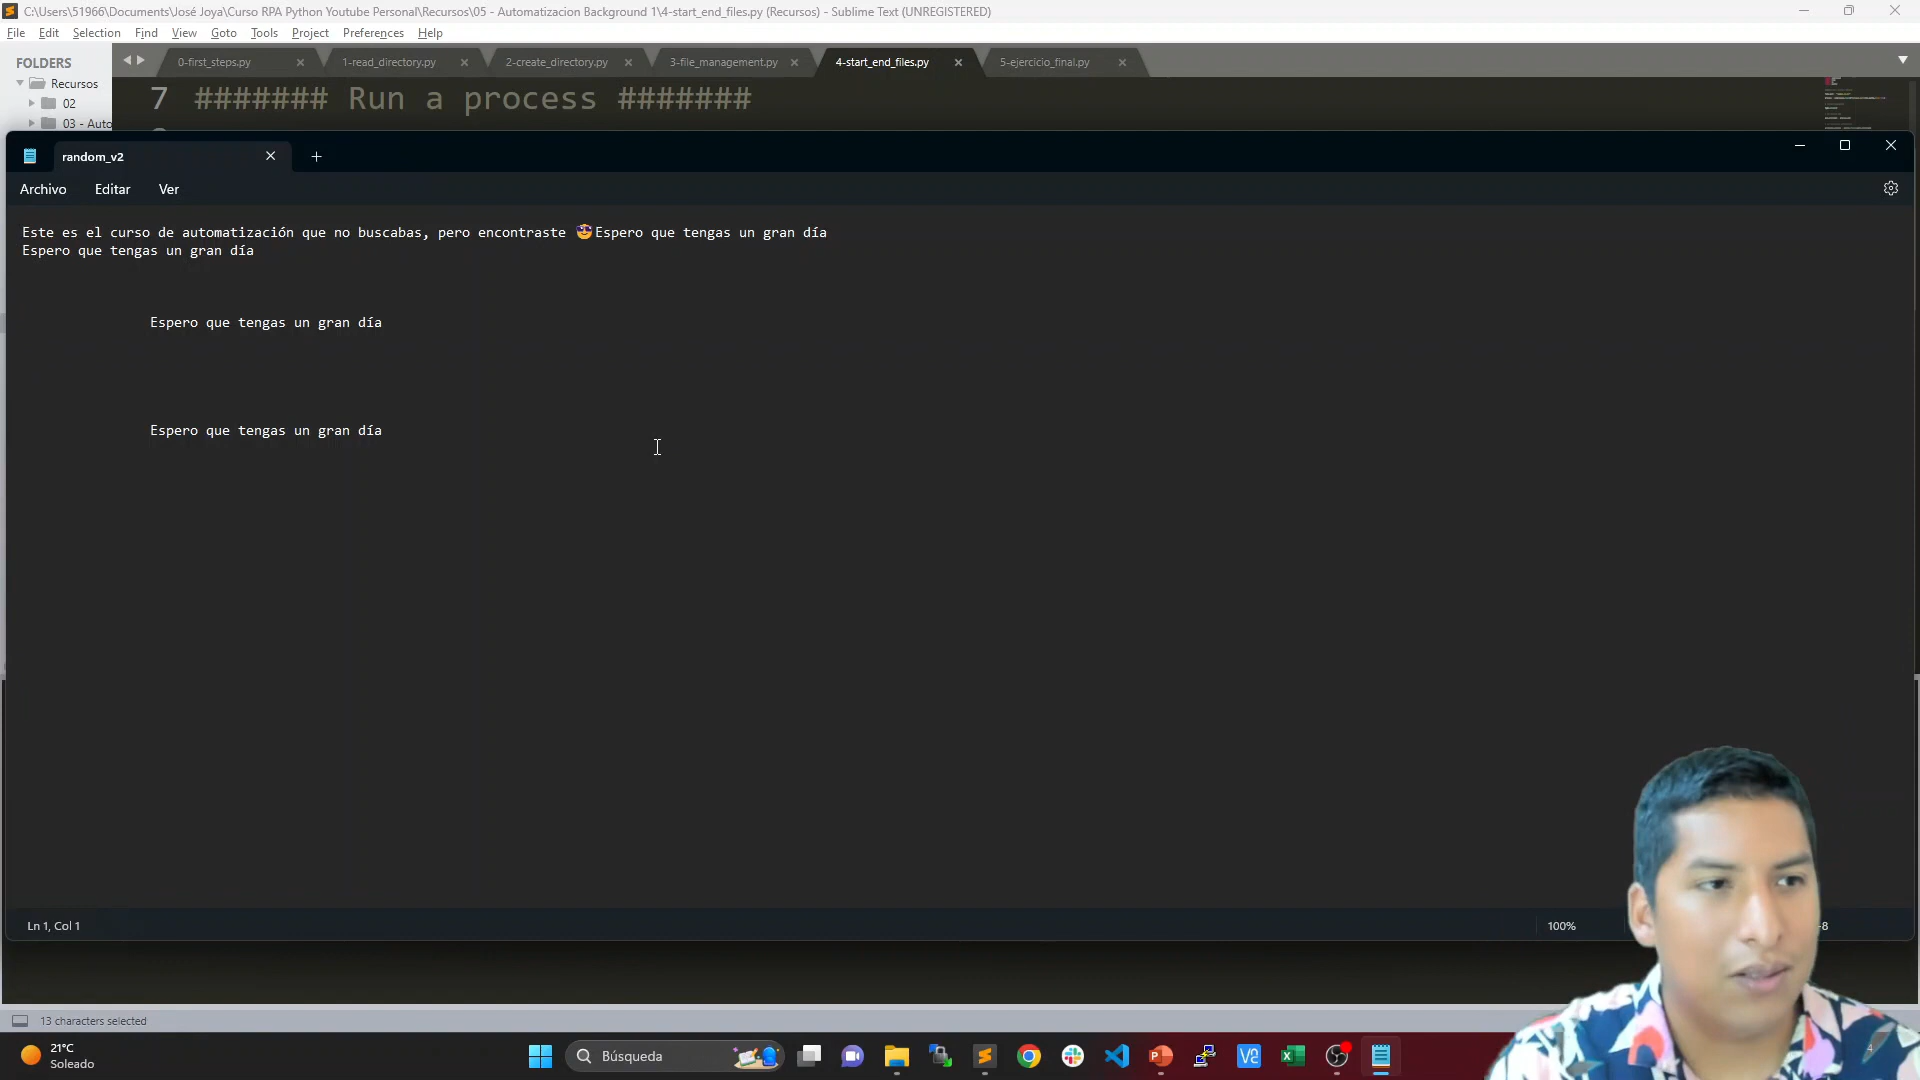 C:\Users\51966\Documents\José Joya\Curso RPA Python Youtube Personal\Recursos\05 - Automatizacion Background 1\4-start_end_files.py (Recursos) - Sublime Text (UNREGISTERED)
File Edit Selection Find View Goto Tools Project Preferences Help
FOLDERS
0-first_steps.py 1-read_directory.py 2-create_directory.py 3-file_management.py 4-start_end_files.py 5-ejercicio_final.py
Recursos
02
03 - Auto
7 ####### Run a process #######
random_v2
Archivo Editar Ver
Este es el curso de automatización que no buscabas, pero encontraste 😎Espero que tengas un gran día
Espero que tengas un gran día
Espero que tengas un gran día
Espero que tengas un gran día
Ln 1, Col 1 100% -8
13 characters selected
21°C
Soleado
Búsqueda
4